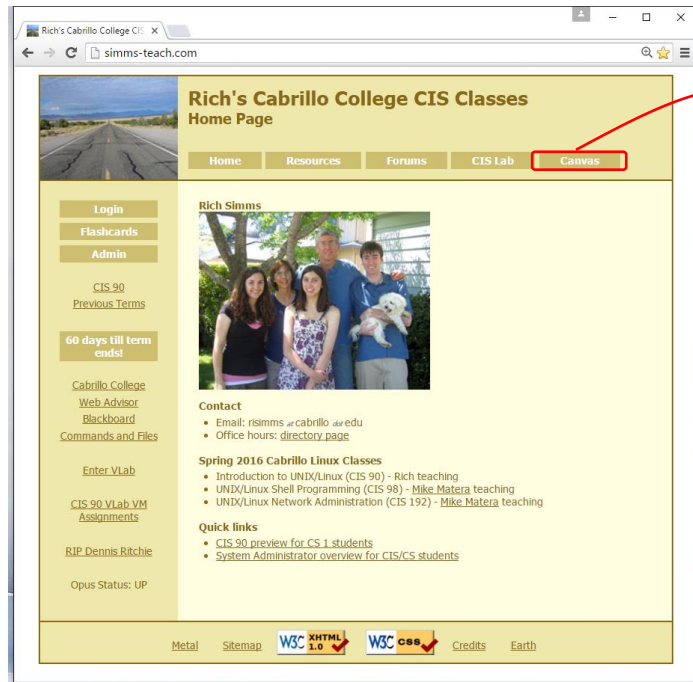 Rich's Cabrillo College CIS
simms-teach.com
Rich's Cabrillo College CIS Classes
Home Page
Home Resources Forums CIS Lab Canvas
Login
Flashcards
Admin
CIS 90
Previous Terms
60 days till term
ends!
Cabrillo College
Web Advisor
Blackboard
Commands and Files
Enter VLab
CIS 90 VLab VM
Assignments
RIP Dennis Ritchie
Opus Status: UP
Rich Simms
Contact
Email: risimms at cabrillo dot edu
Office hours: directory page
Spring 2016 Cabrillo Linux Classes
Introduction to UNIX/Linux (CIS 90) - Rich teaching
UNIX/Linux Shell Programming (CIS 98) - Mike Matera teaching
UNIX/Linux Network Administration (CIS 192) - Mike Matera teaching
Quick links
CIS 90 preview for CS 1 students
System Administrator overview for CIS/CS students
Metal Sitemap W3C XHTML 1.0 W3C css Credits Earth